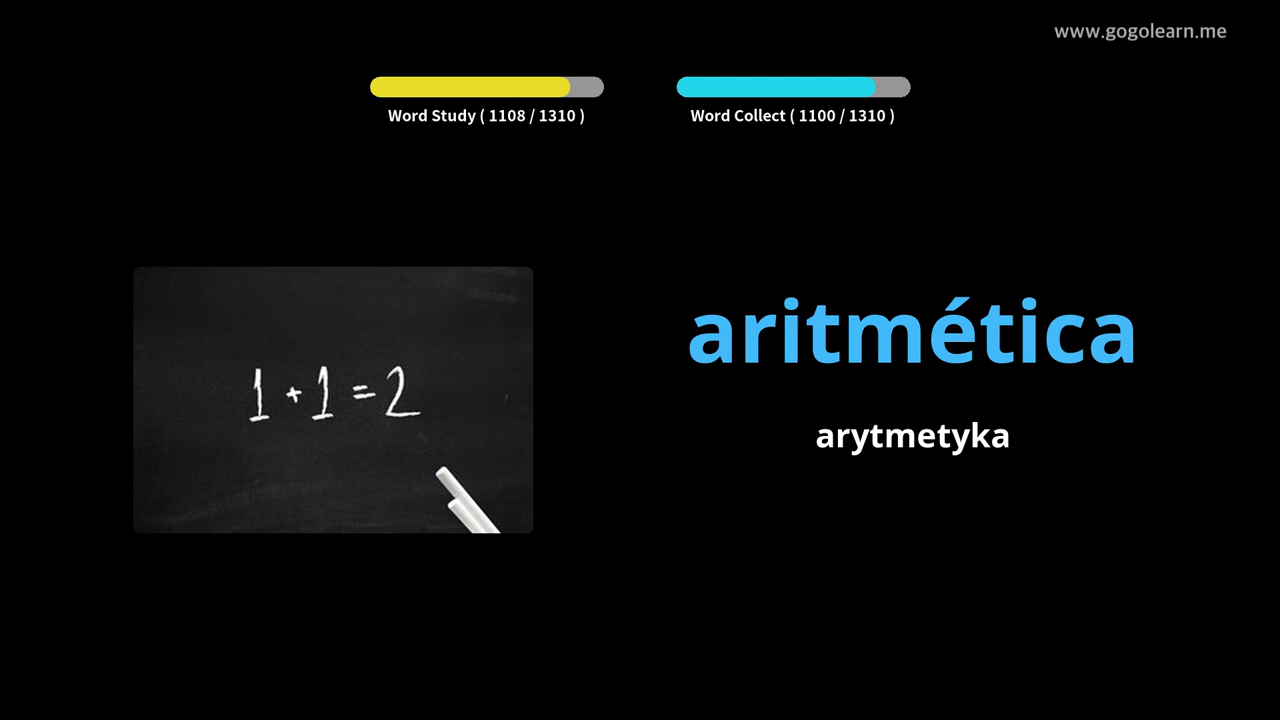 www.gogolearn.me
Word Study ( 1108 / 1310 )
Word Collect ( 1100 / 1310 )
1 + 1 = 2
aritmética
arytmetyka